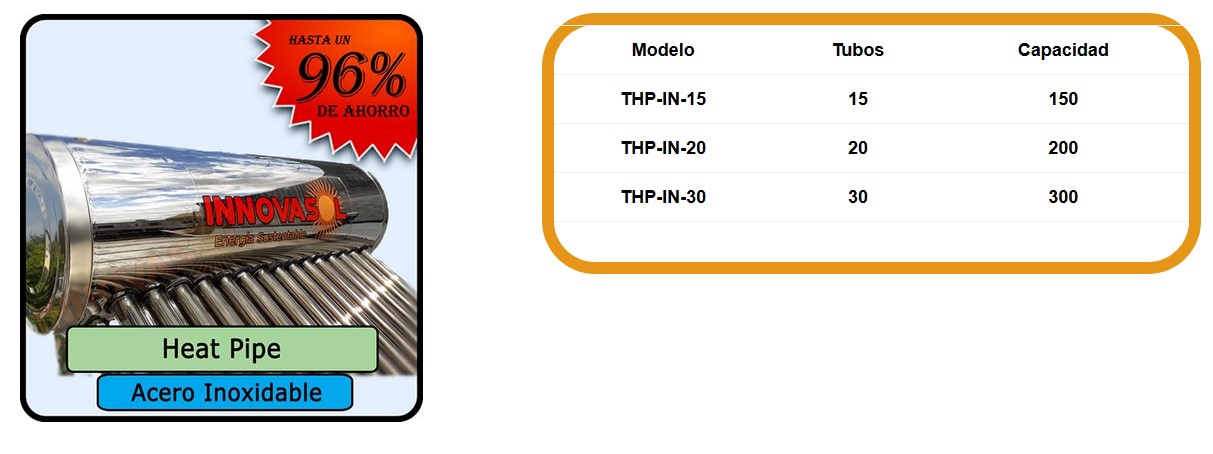 HASTA UN
96%
DE AHORRO
INNOVASOL
Energía Sustentable
Heat Pipe
Acero Inoxidable
Modelo Tubos Capacidad
THP-IN-15 15 150
THP-IN-20 20 200
THP-IN-30 30 300